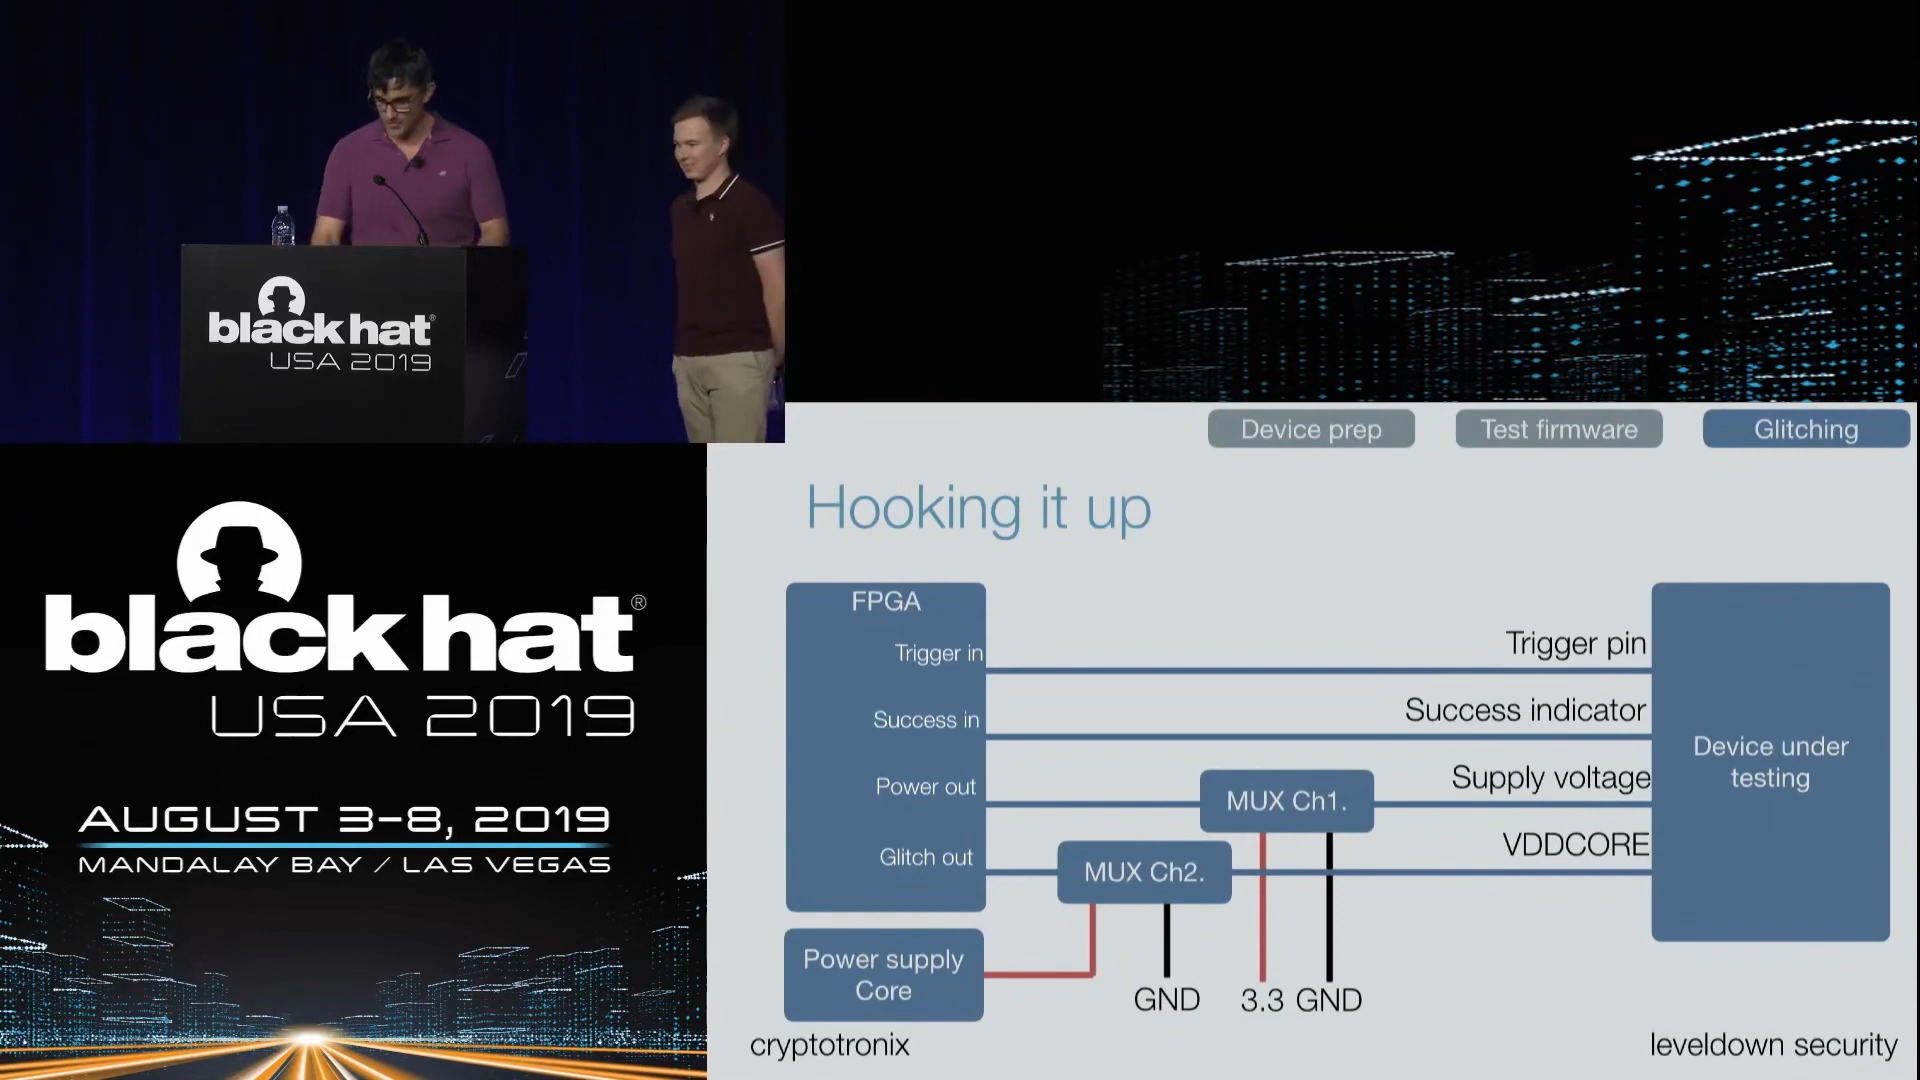 black hat®
USA 2019
Device prep
Test firmware
Glitching
Hooking it up
FPGA
Trigger in
Success in
Power out
Glitch out
Trigger pin
Success indicator
Supply voltage
VDDCORE
Device under
testing
MUX Ch1.
MUX Ch2.
Power supply
Core
GND
3.3
GND
cryptotronix
leveldown security
black hat®
USA 2019
AUGUST 3-8, 2019
MANDALAY BAY / LAS VEGAS